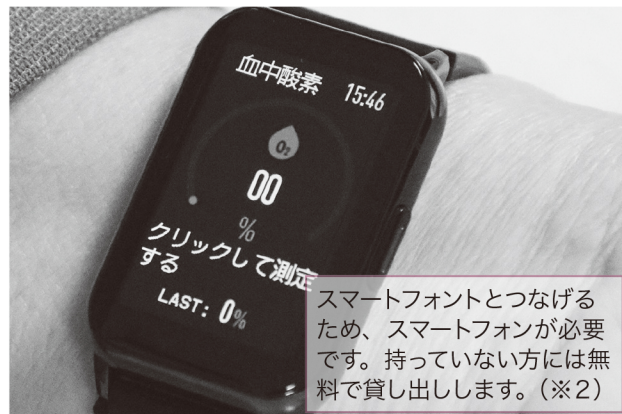 血中酸素 15:46
O2
00
%
クリックして測定
する
LAST: 0%
スマートフォントとつなげる
ため、スマートフォンが必要
です。持っていない方には無
料で貸し出しします。（※２）